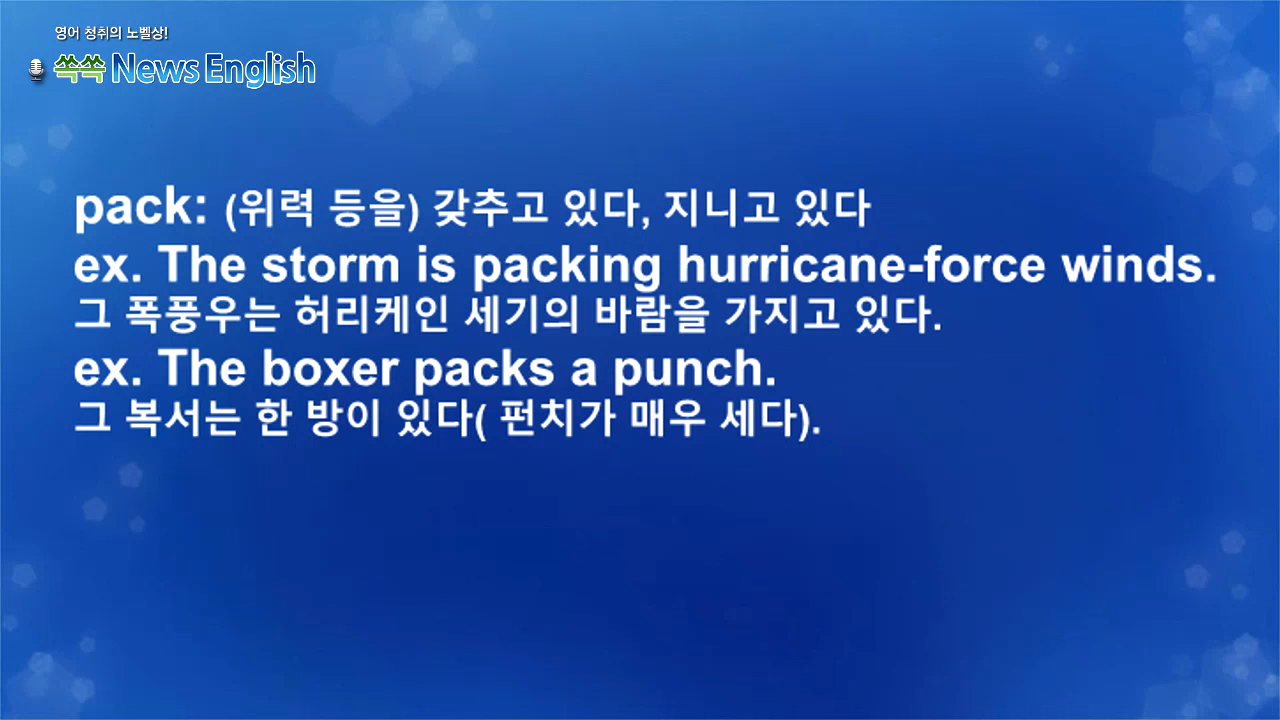 영어 청취의 노벨상!
쏙쏙 News English
pack: (위력 등을) 갖추고 있다, 지니고 있다
ex. The storm is packing hurricane-force winds.
그 폭풍우는 허리케인 세기의 바람을 가지고 있다.
ex. The boxer packs a punch.
그 복서는 한 방이 있다( 펀치가 매우 세다).